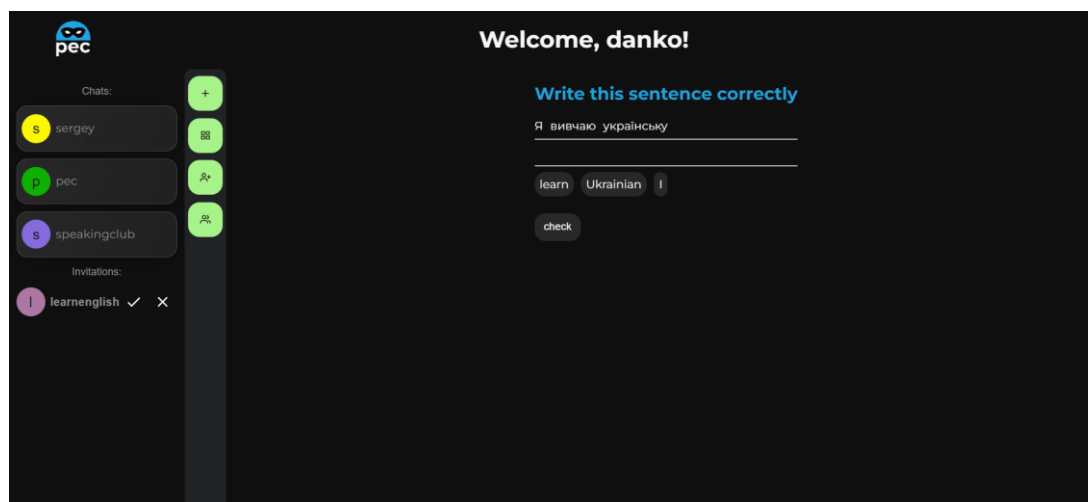 pec
Welcome, danko!
Chats:
s sergey
p pec
s speakingclub
Invitations:
l learnenglish
+
Write this sentence correctly
Я вивчаю українську
learn Ukrainian I
check